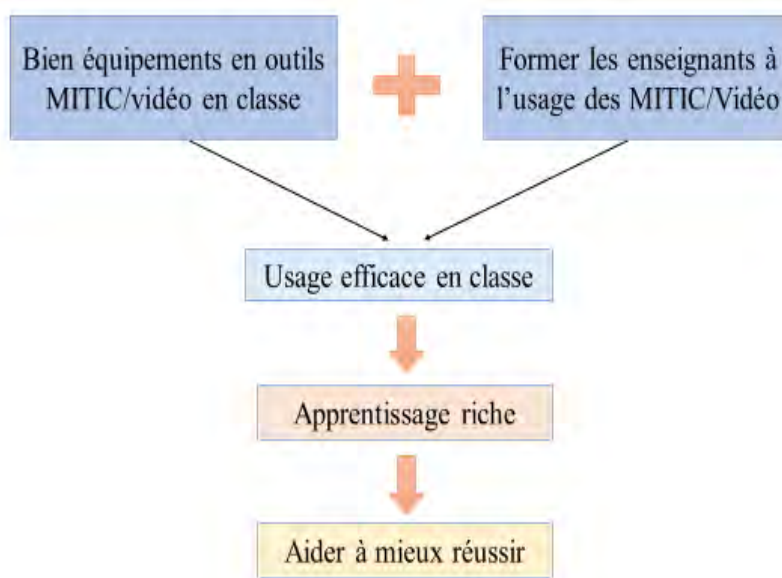 Bien équipements en outils
MITIC/vidéo en classe
Former les enseignants à
l'usage des MITIC/Vidéo
Usage efficace en classe
Apprentissage riche
Aider à mieux réussir